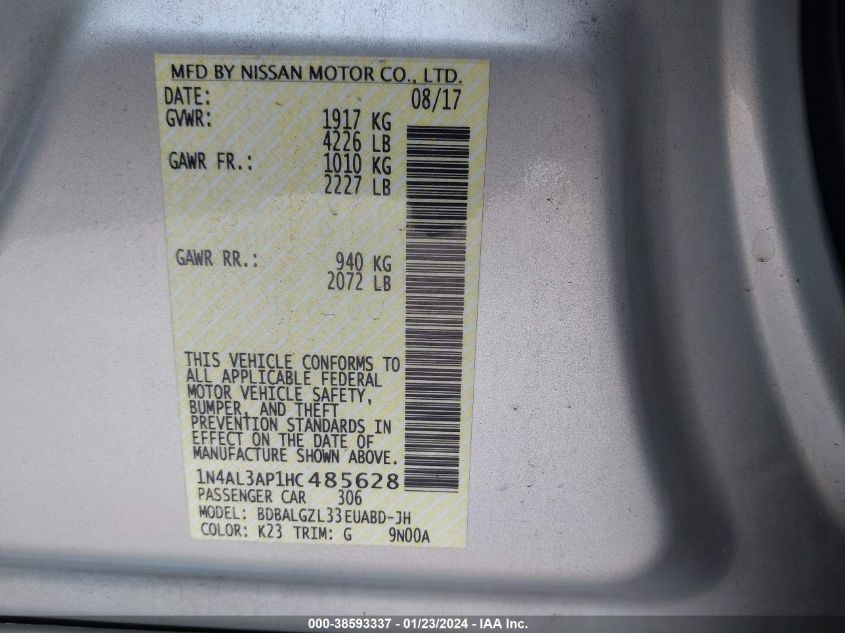 MFD BY NISSAN MOTOR CO., LTD.
DATE: 08/17
GVWR: 1917 KG
4226 LB
GAWR FR.: 1010 KG
2227 LB
GAWR RR.: 940 KG
2072 LB
THIS VEHICLE CONFORMS TO
ALL APPLICABLE FEDERAL
MOTOR VEHICLE SAFETY,
BUMPER, AND THEFT
PREVENTION STANDARDS IN
EFFECT ON THE DATE OF
MANUFACTURE SHOWN ABOVE.
1N4AL3AP1HC485628
PASSENGER CAR 306
MODEL: BDBALGZL33EUABD-JH
COLOR: K23 TRIM: G 9N00A
000-38593337 - 01/23/2024 - IAA Inc.